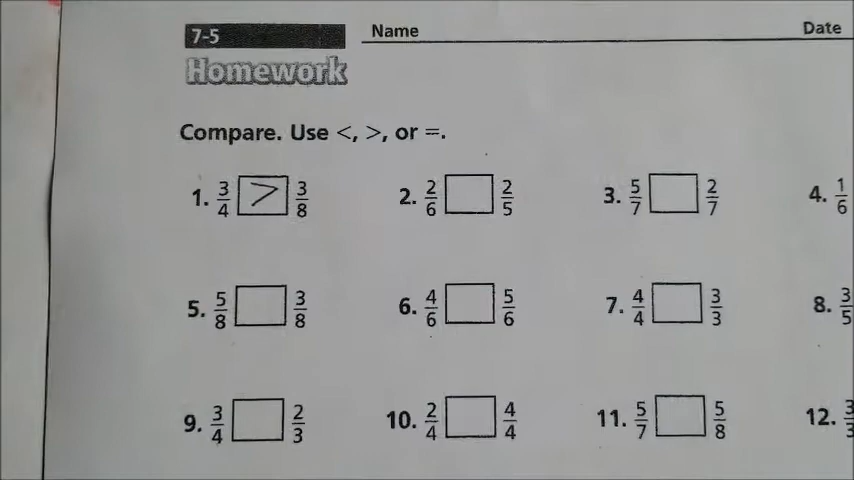 7-5 Name Date
Homework
Compare. Use <, >, or =.
1. 3/4 > 3/8 2. 2/6 2/5 3. 5/7 2/7 4. 1/6
5. 5/8 3/8 6. 4/6 5/6 7. 4/4 3/3 8. 3/5
9. 3/4 2/3 10. 2/4 4/4 11. 5/7 5/8 12. 3/3